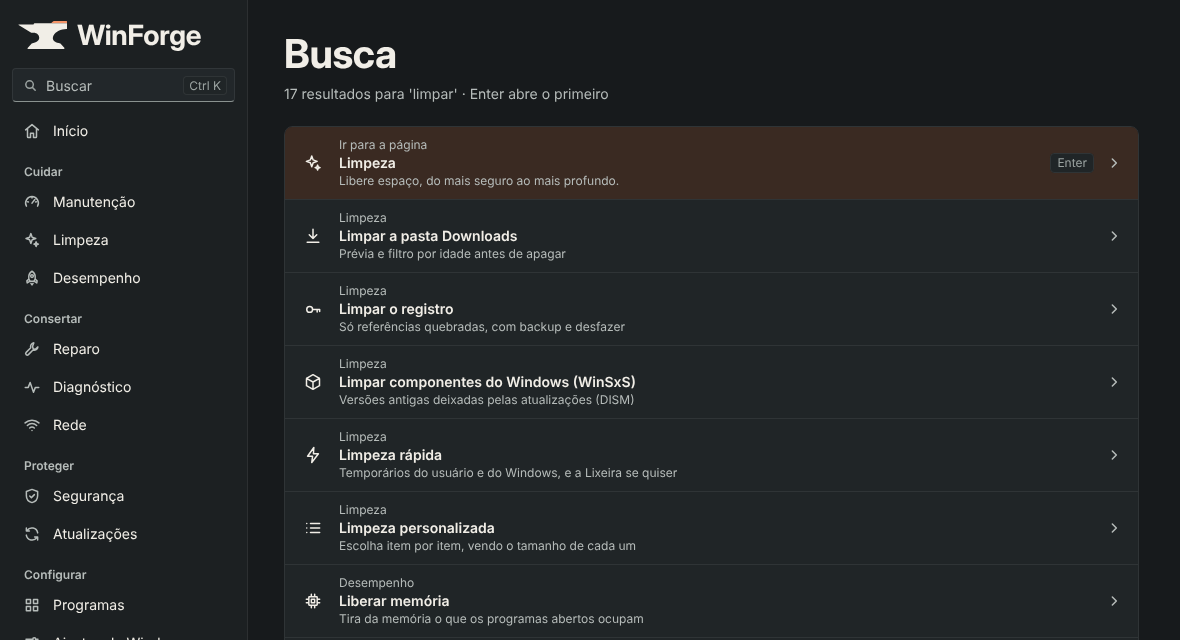 WinForge
Buscar
Ctrl K
Início
Cuidar
Manutenção
Limpeza
Desempenho
Consertar
Reparo
Diagnóstico
Rede
Proteger
Segurança
Atualizações
Configurar
Programas
Busca
17 resultados para 'limpar' · Enter abre o primeiro
Ir para a página
Limpeza
Libere espaço, do mais seguro ao mais profundo.
Enter
Limpeza
Limpar a pasta Downloads
Prévia e filtro por idade antes de apagar
Limpeza
Limpar o registro
Só referências quebradas, com backup e desfazer
Limpeza
Limpar componentes do Windows (WinSxS)
Versões antigas deixadas pelas atualizações (DISM)
Limpeza
Limpeza rápida
Temporários do usuário e do Windows, e a Lixeira se quiser
Limpeza
Limpeza personalizada
Escolha item por item, vendo o tamanho de cada um
Desempenho
Liberar memória
Tira da memória o que os programas abertos ocupam